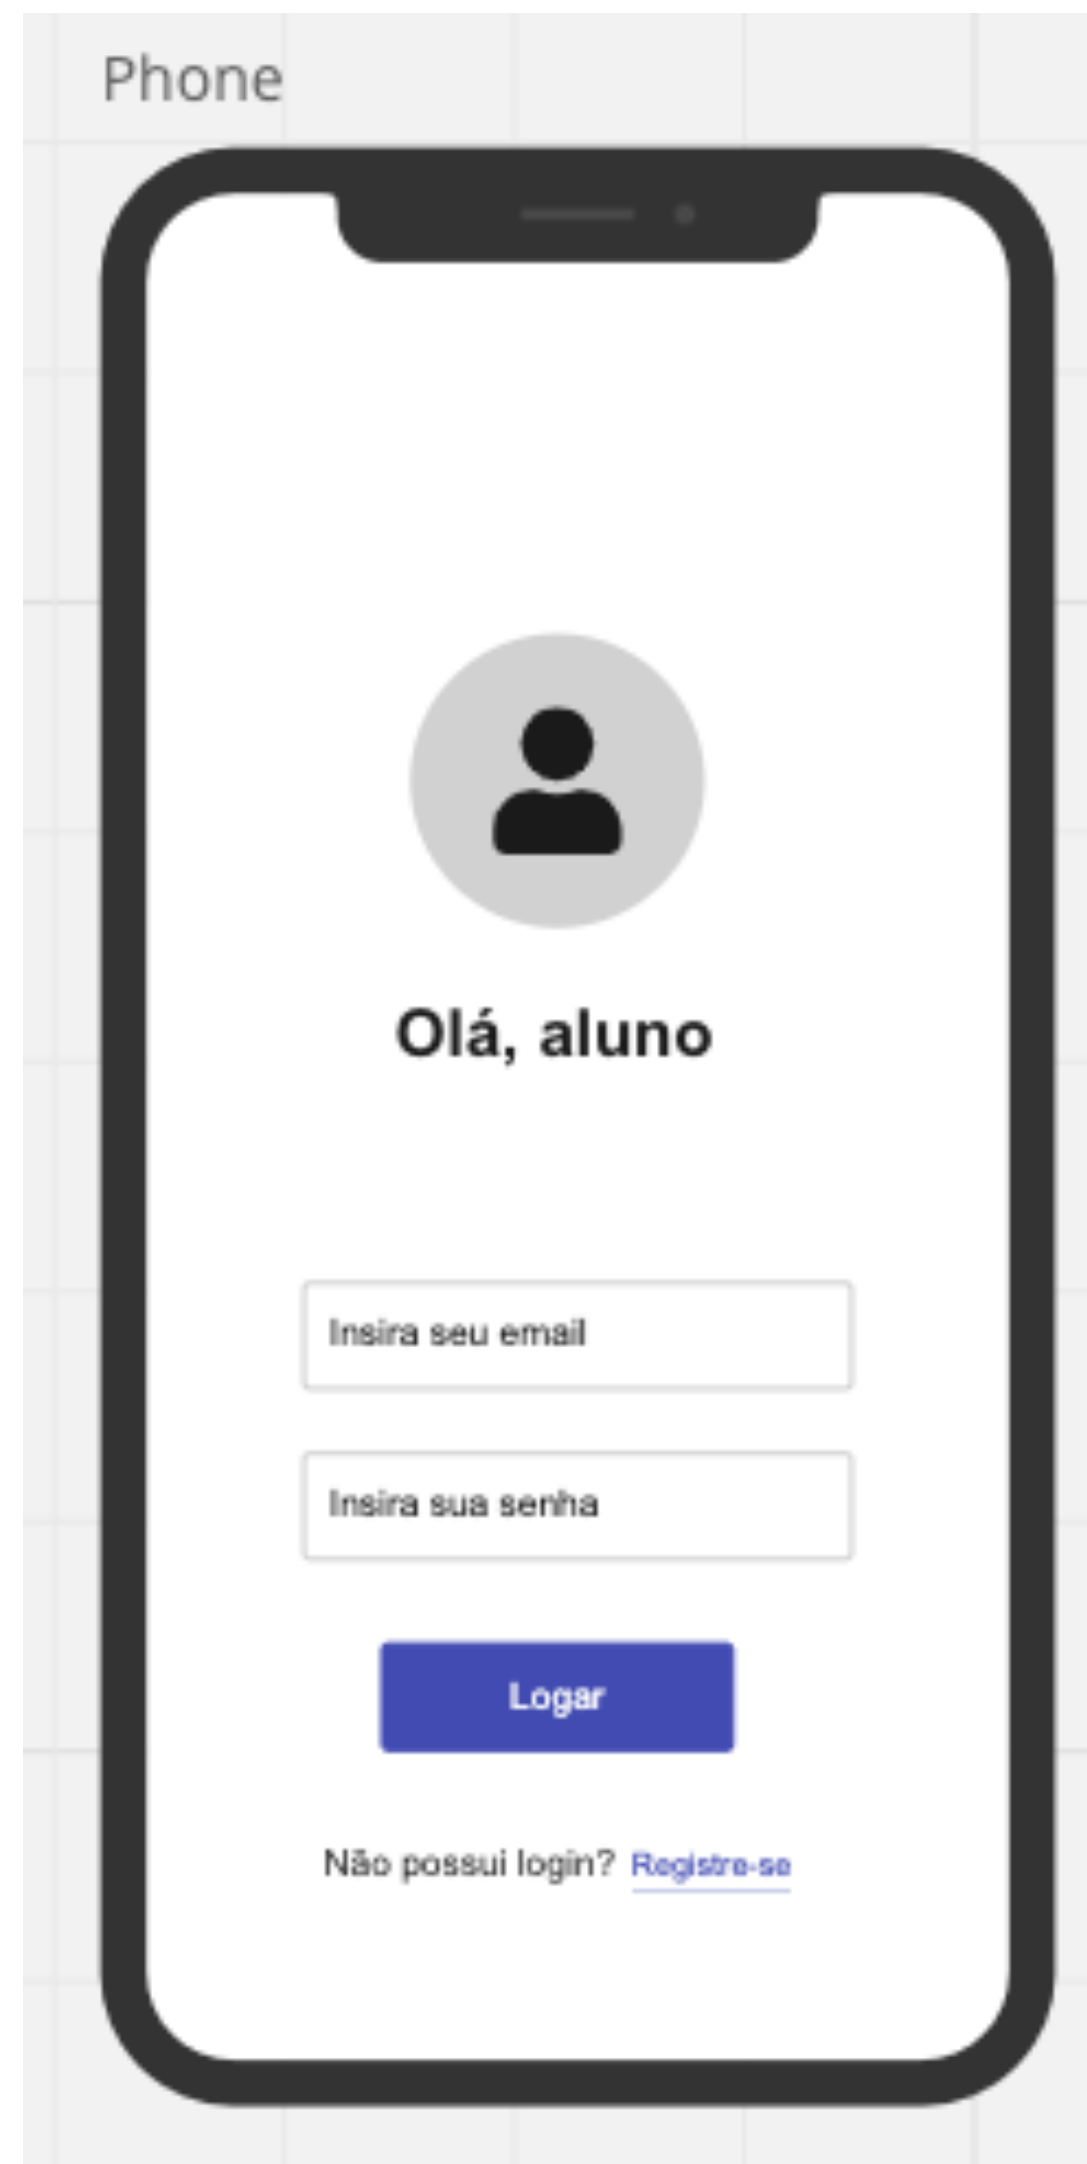 Phone
Olá, aluno
Insira seu email
Insira sua senha
Logar
Não possui login? Registre-se